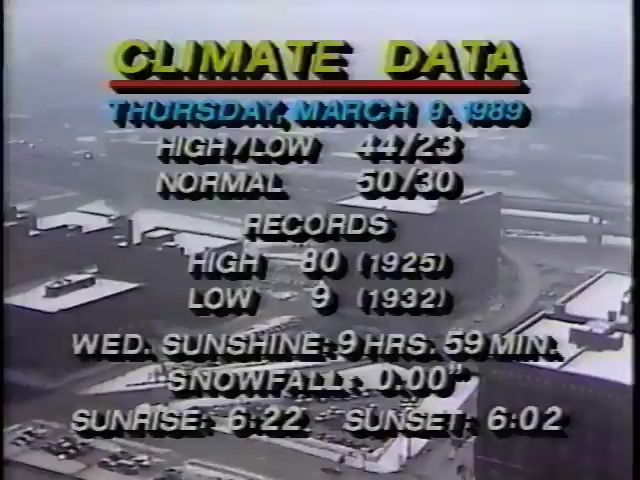 CLIMATE DATA
THURSDAY, MARCH 9, 1989
HIGH/LOW 44/23
NORMAL 50/30
RECORDS
HIGH 80 (1925)
LOW 9 (1932)
WED. SUNSHINE: 9 HRS. 59 MIN.
SNOWFALL: 0.00"
SUNRISE: 6:22 SUNSET: 6:02